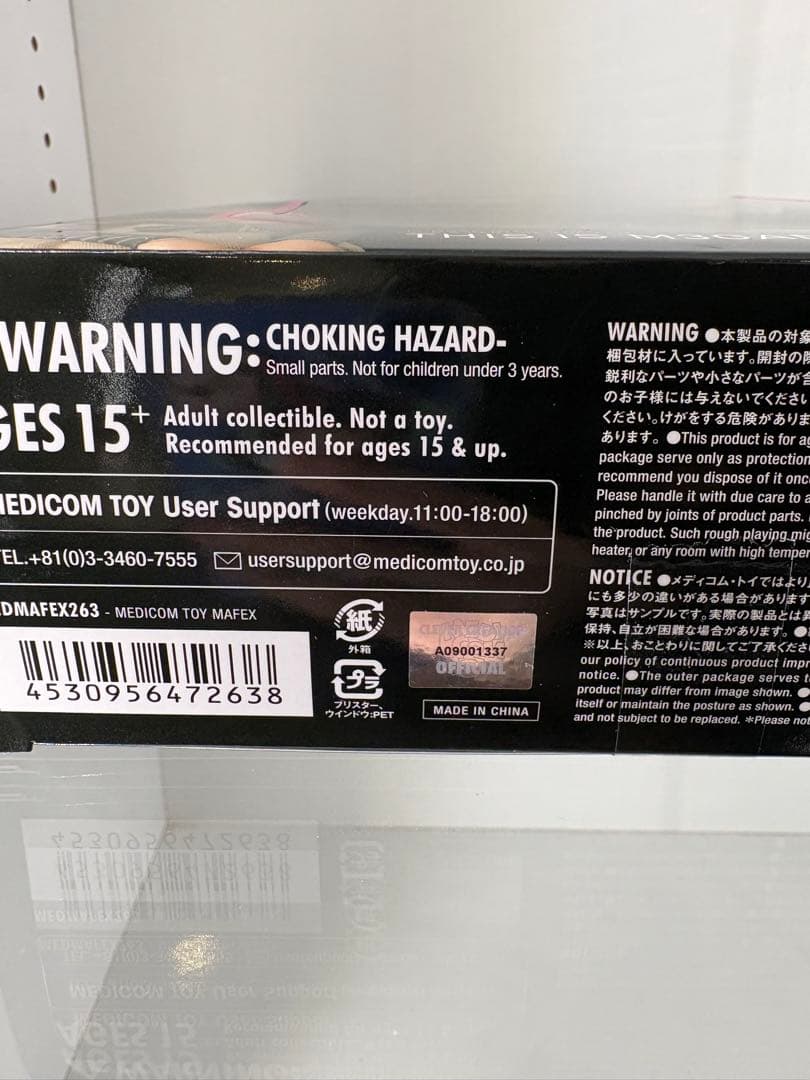 WARNING: CHOKING HAZARD-
Small parts. Not for children under 3 years.
AGES 15+ Adult collectible. Not a toy.
Recommended for ages 15 & up.
MEDICOM TOY User Support (weekday.11:00-18:00)
TEL.+81(0)3-3460-7555 usersupport@medicomtoy.co.jp
EDMAFEX263 - MEDICOM TOY MAFEX
4530956472638
外箱
プラ
ブリスター、
ウインドウ:PET
A09001337
OFFICIAL
MADE IN CHINA
WARNING ●本製品の対象
梱包材に入っています。開封の際
鋭利なパーツや小さなパーツが含
のお子様には与えないでください
ください。けがをする危険がありま
あります。 ●This product is for ag
package serve only as protection
recommend you dispose of it once
Please handle it with due care to a
pinched by joints of product parts.
the product. Such rough playing mig
heater, or any room with high temper
NOTICE ●メディコム・トイではより
にも多少の違いがある場合があります
写真はサンプルです。実際の製品とは異
保持、自立が困難な場合があります。 ●
※以上、おことわりに関してご了承くださ
our policy of continuous product imp
notice. ●The outer package serves t
product may differ from image shown. ●
itself or maintain the posture as shown. ●
and not subject to be replaced. *Please not